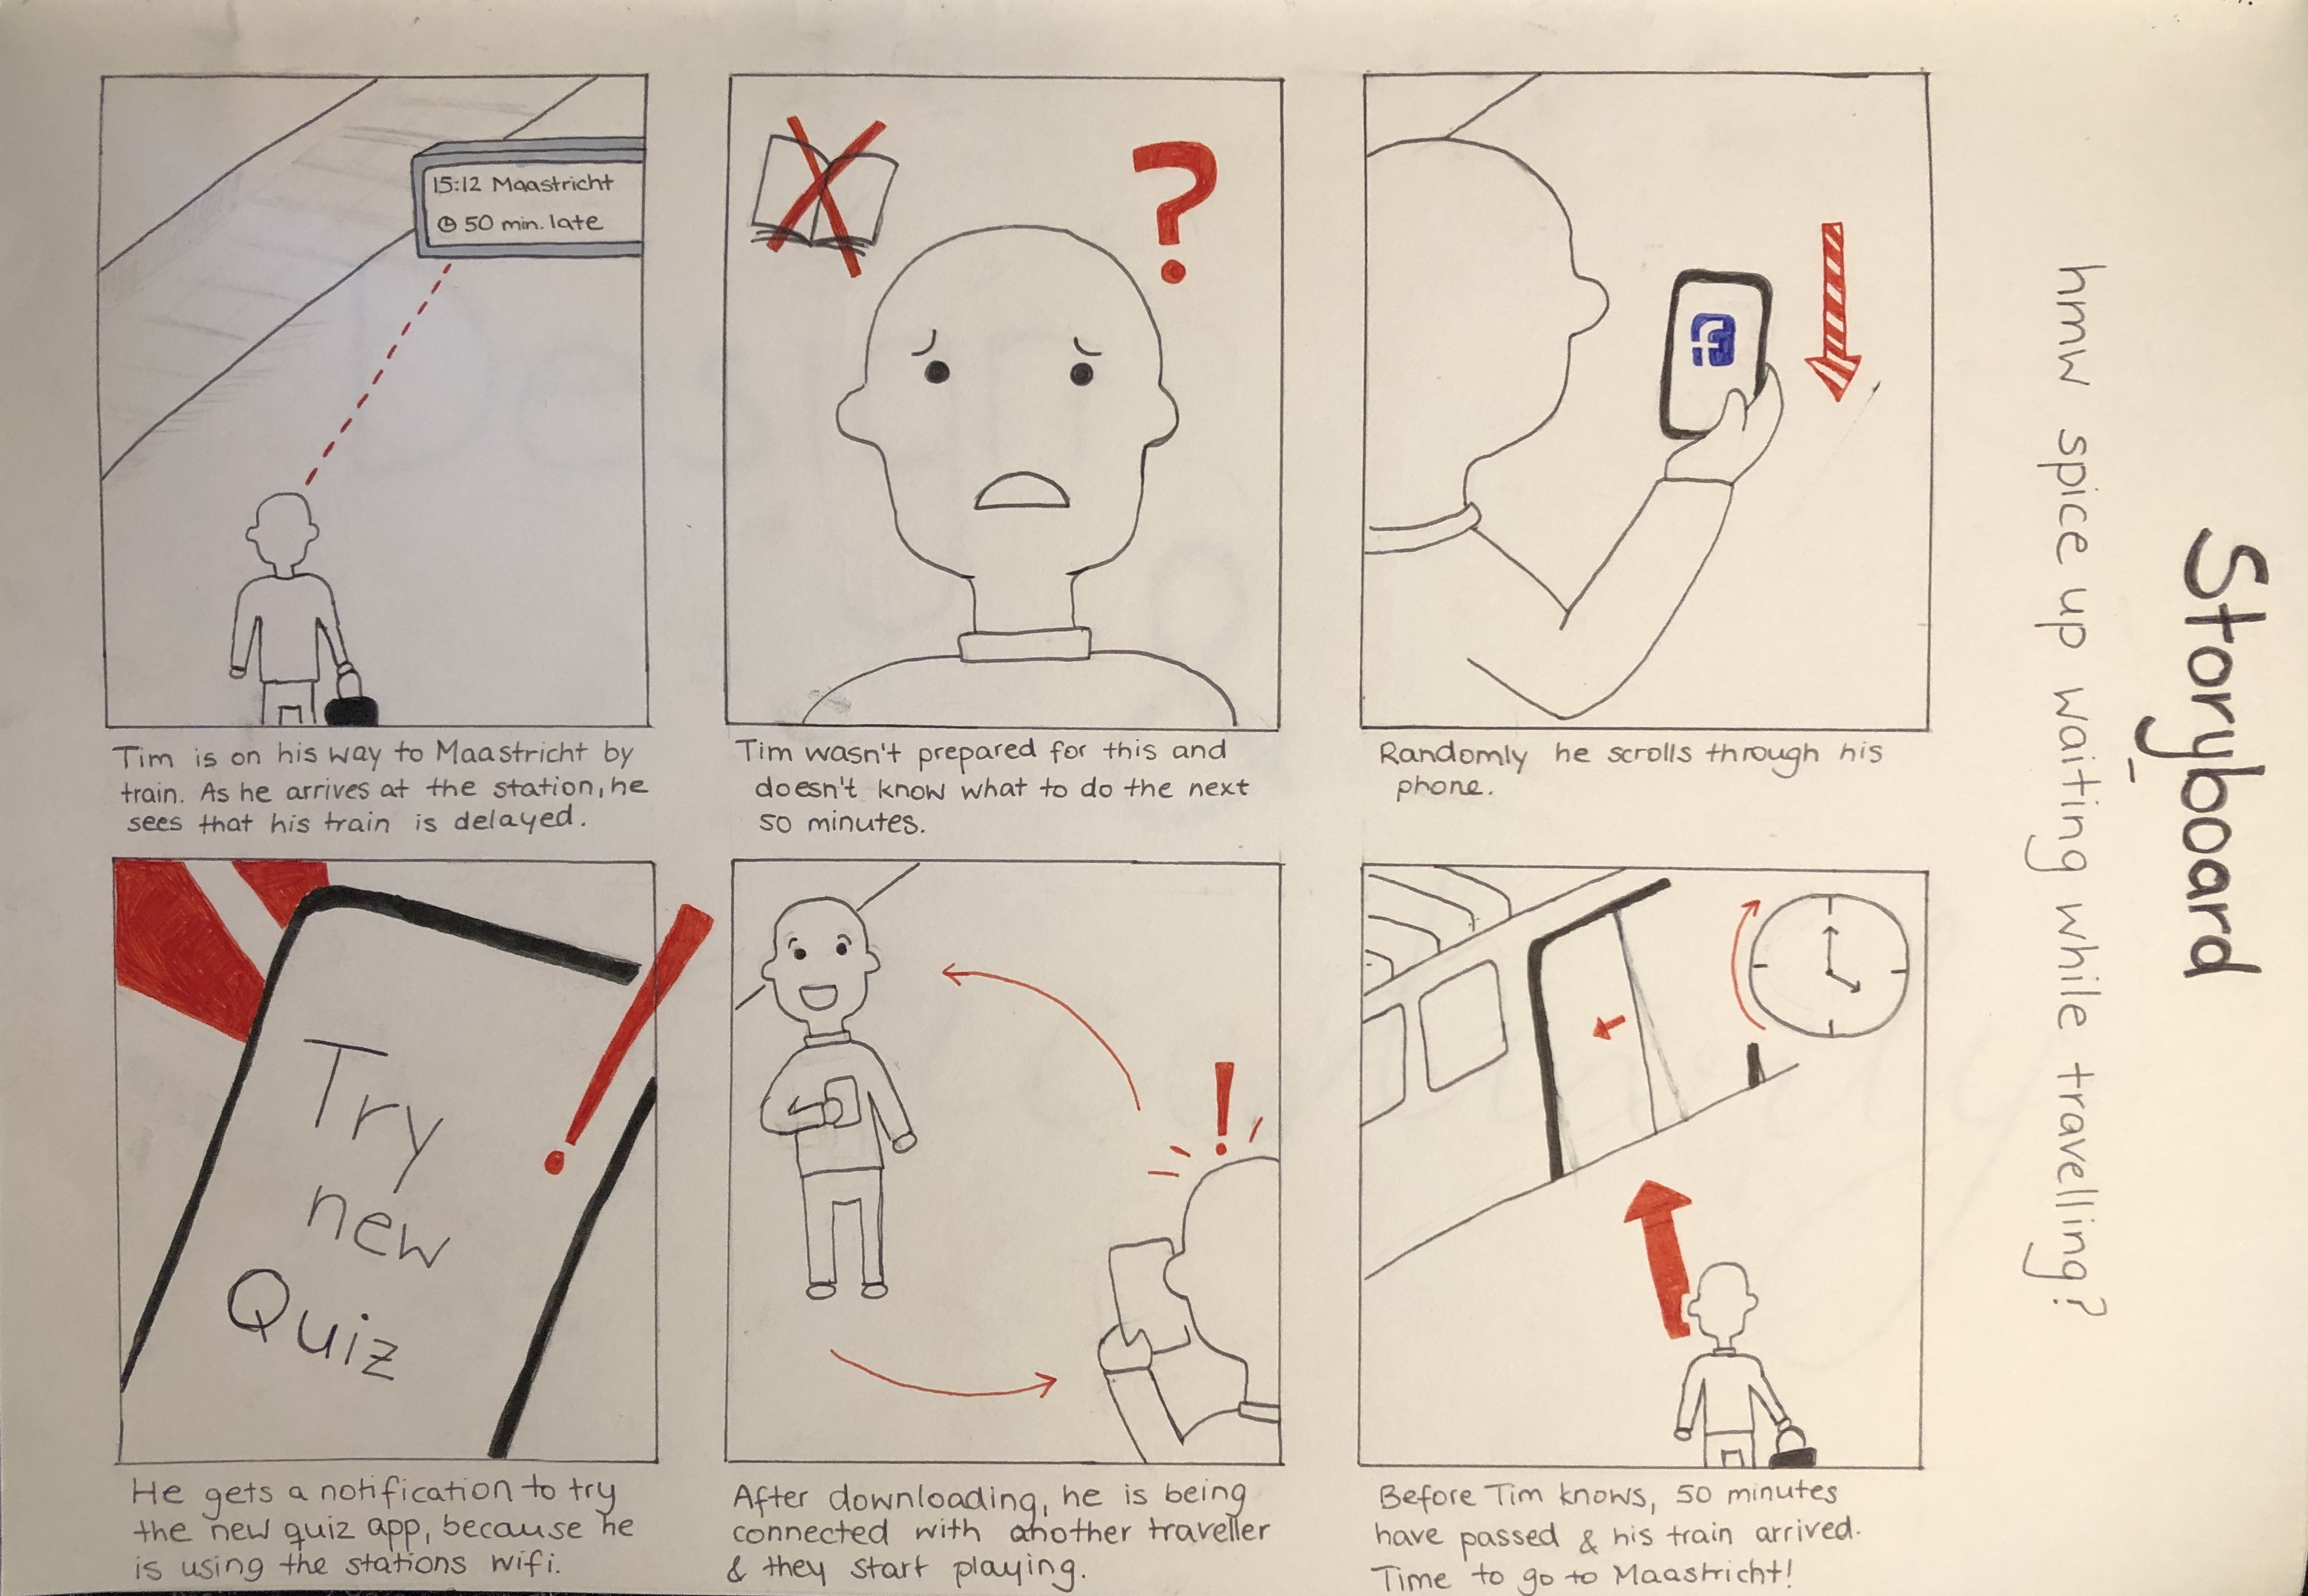 Storyboard
hmw spice up waiting while travelling?
15:12 Maastricht
50 min. late
Tim is on his way to Maastricht by
train. As he arrives at the station, he
sees that his train is delayed.
Tim wasn't prepared for this and
doesn't know what to do the next
50 minutes.
Randomly he scrolls through his
phone.
Try
new
Quiz
He gets a notification to try
the new quiz app, because he
is using the stations wifi.
After downloading, he is being
connected with another traveller
& they start playing.
Before Tim knows, 50 minutes
have passed & his train arrived.
Time to go to Maastricht!